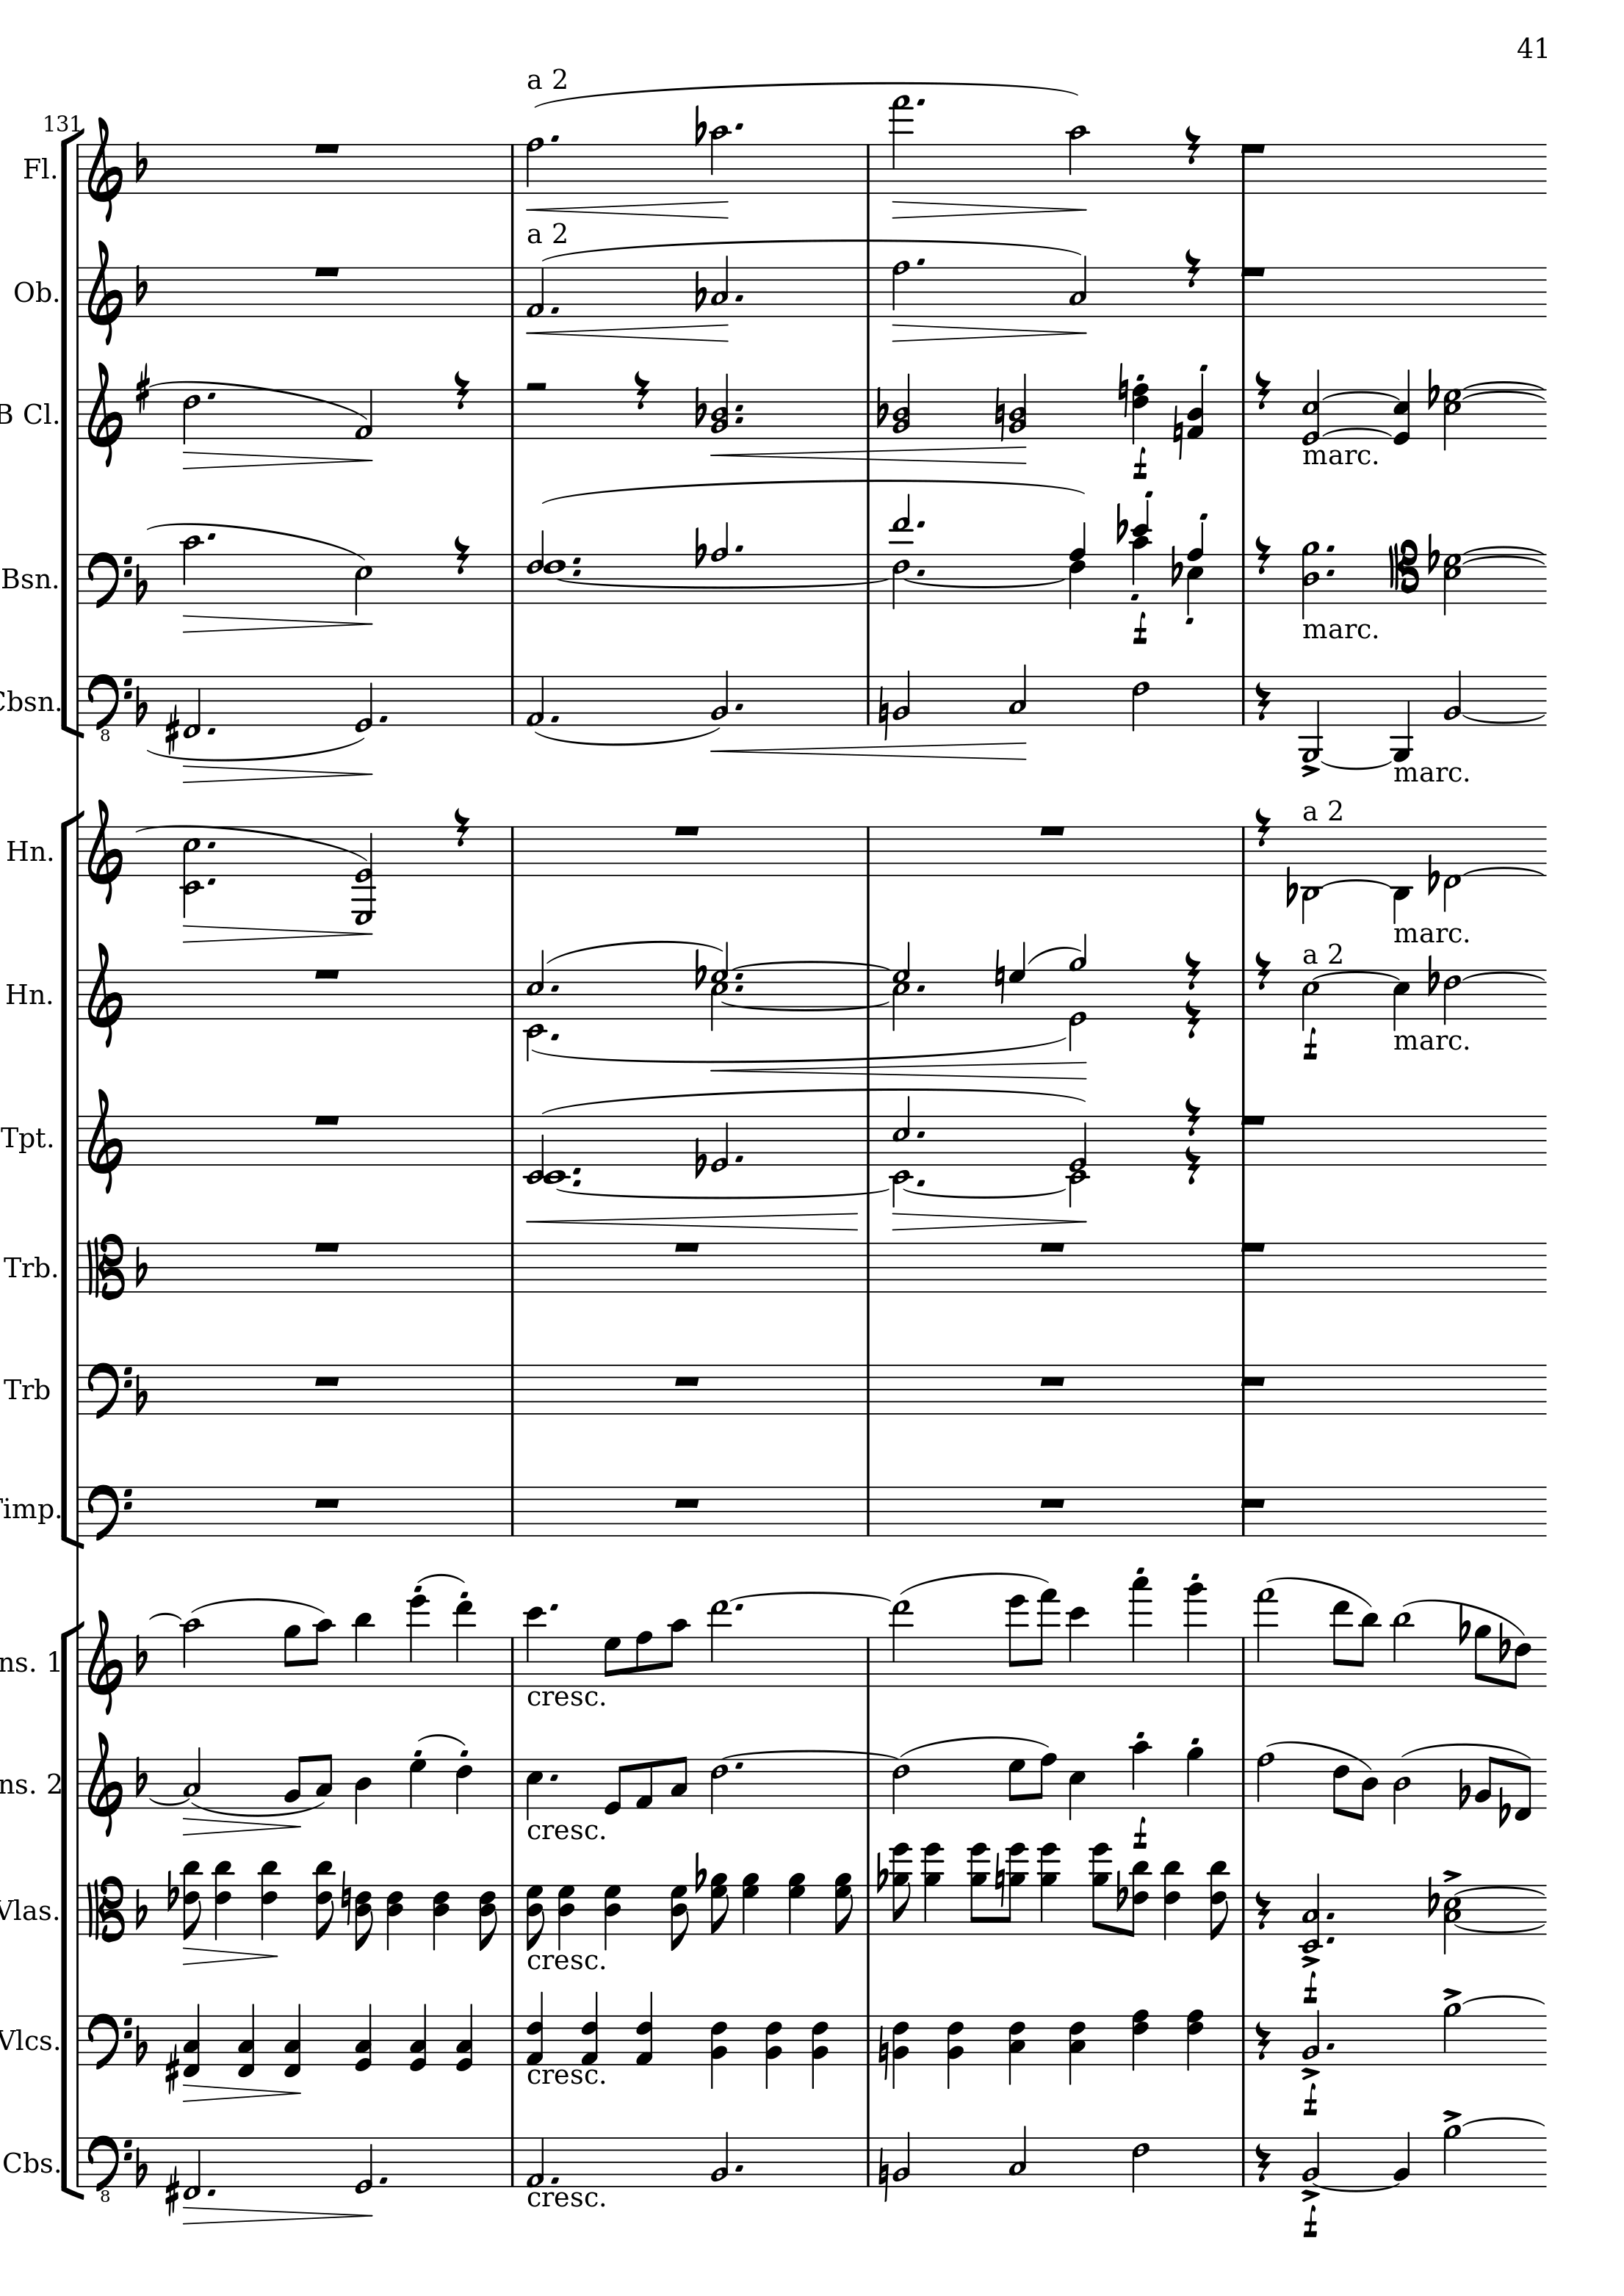 41
a 2
131
Fl.
a 2
Ob.
B Cl.
f
marc.
Bsn.
f
marc.
Cbsn.
8
marc.
a 2
Hn.
marc.
a 2
Hn.
f
marc.
Tpt.
Trb.
Trb
Timp.
ns. 1
cresc.
ns. 2
cresc.
f
Vlas.
cresc.
f
Vlcs.
cresc.
f
Cbs.
8
cresc.
f